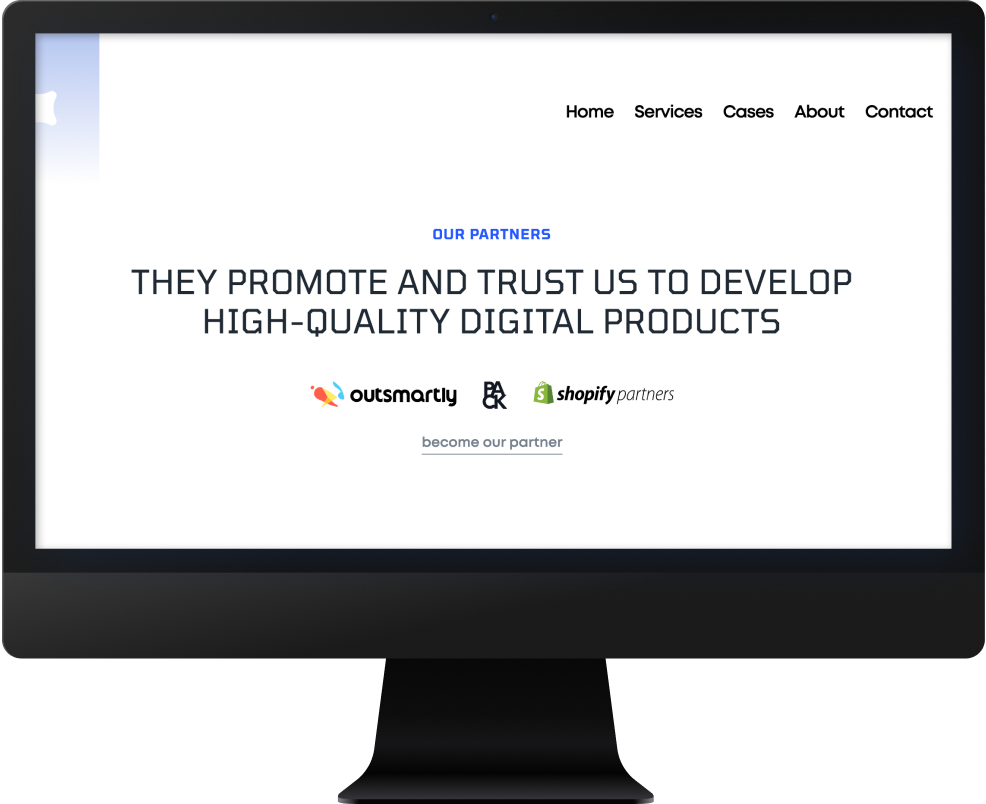 Home Services Cases About Contact
OUR PARTNERS
THEY PROMOTE AND TRUST US TO DEVELOP
HIGH-QUALITY DIGITAL PRODUCTS
outsmartly PACK shopify partners
become our partner